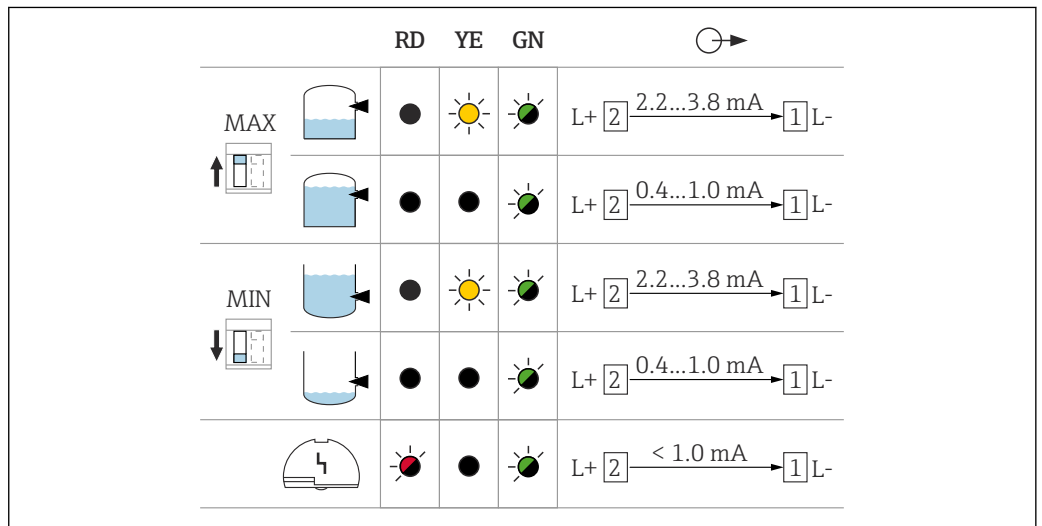 RD YE GN
MAX
L+ 2 2.2...3.8 mA 1 L-
L+ 2 0.4...1.0 mA 1 L-
MIN
L+ 2 2.2...3.8 mA 1 L-
L+ 2 0.4...1.0 mA 1 L-
L+ 2 < 1.0 mA 1 L-